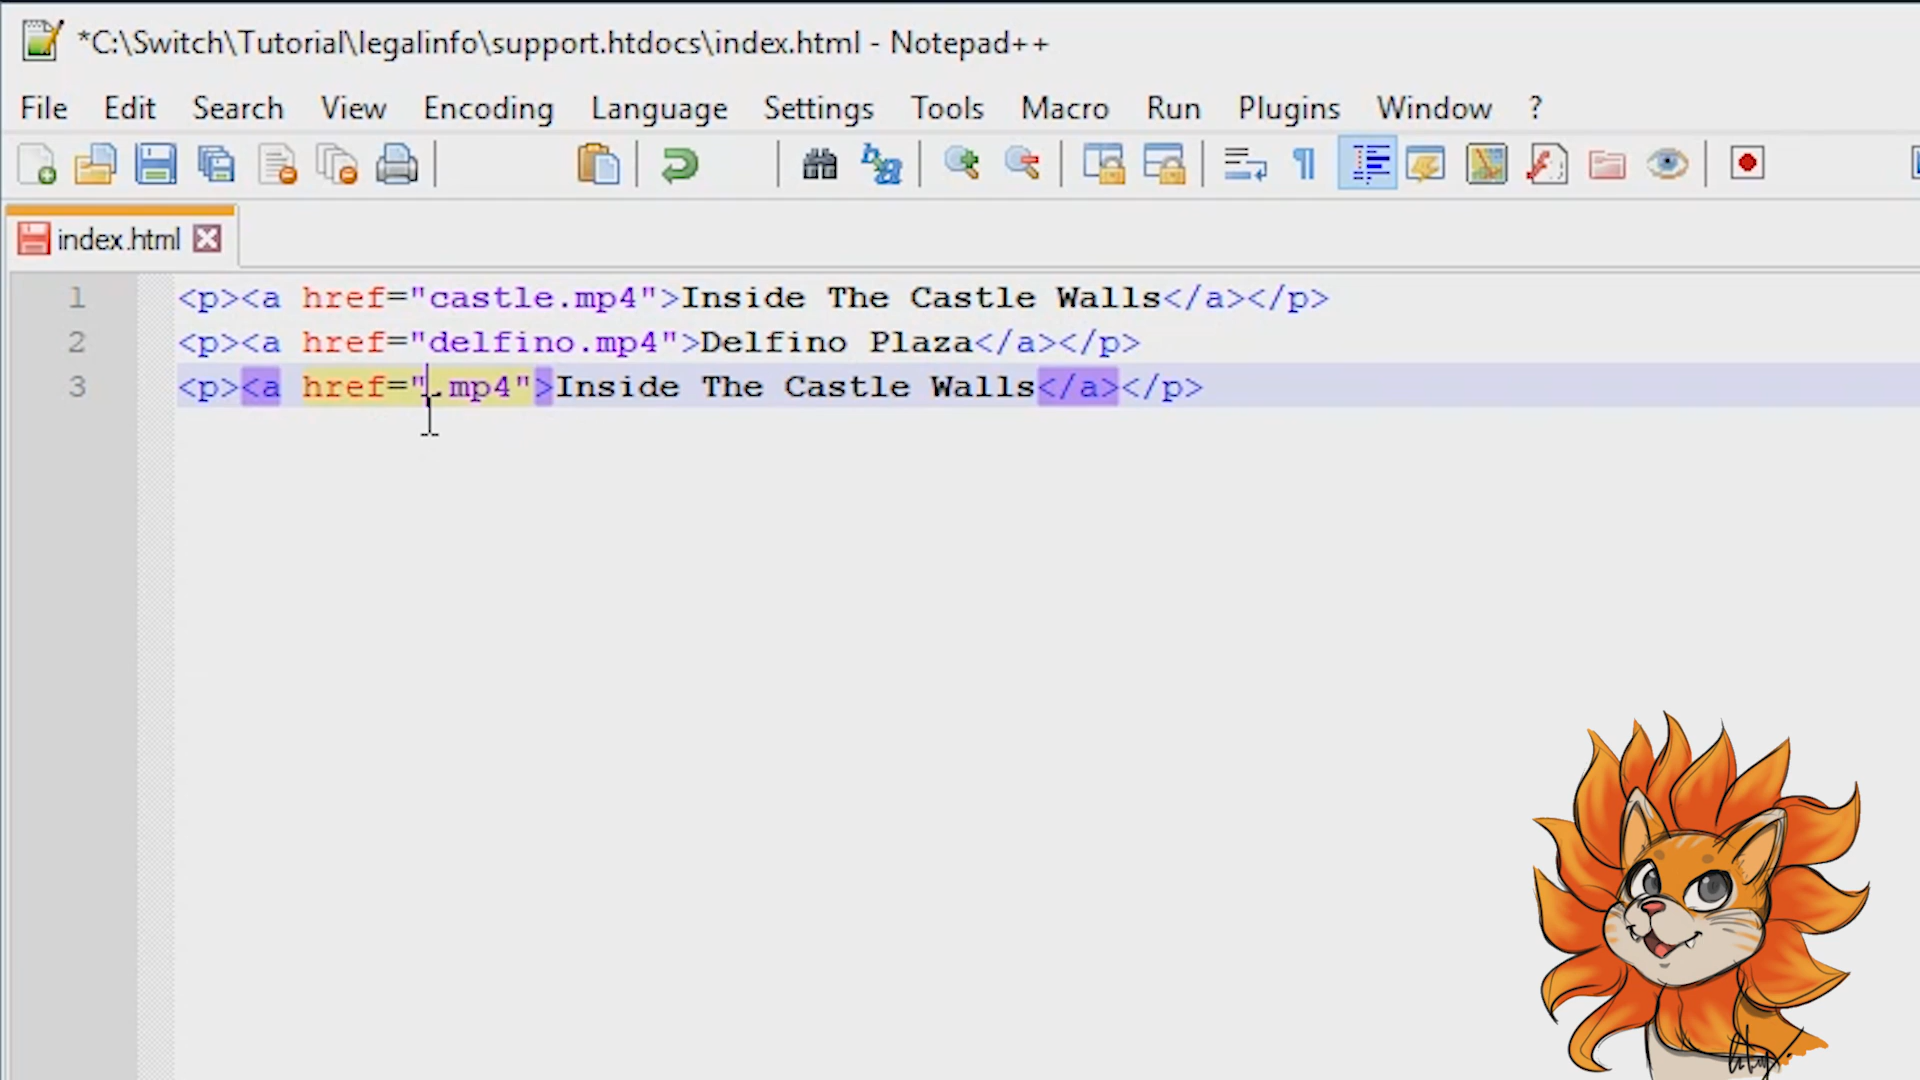 *C:\Switch\Tutorial\legalinfo\support.htdocs\index.html - Notepad++
File Edit Search View Encoding Language Settings Tools Macro Run Plugins Window ?
index.html
1 <p><a href="castle.mp4">Inside The Castle Walls</a></p>
2 <p><a href="delfino.mp4">Delfino Plaza</a></p>
3 <p><a href=".mp4">Inside The Castle Walls</a></p>